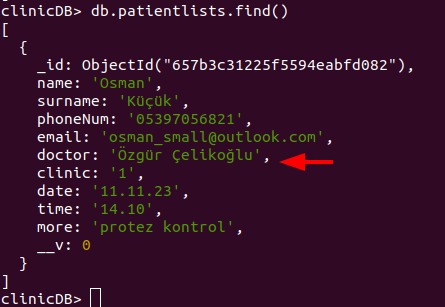 clinicDB> db.patientlists.find()
[
{
_id: ObjectId("657b3c31225f5594eabfd082"),
name: 'Osman',
surname: 'Küçük',
phoneNum: '05397056821',
email: 'osman_small@outlook.com',
doctor: 'Özgür Çelikoğlu',
clinic: '1',
date: '11.11.23',
time: '14.10',
more: 'protez kontrol',
__v: 0
}
]
clinicDB>